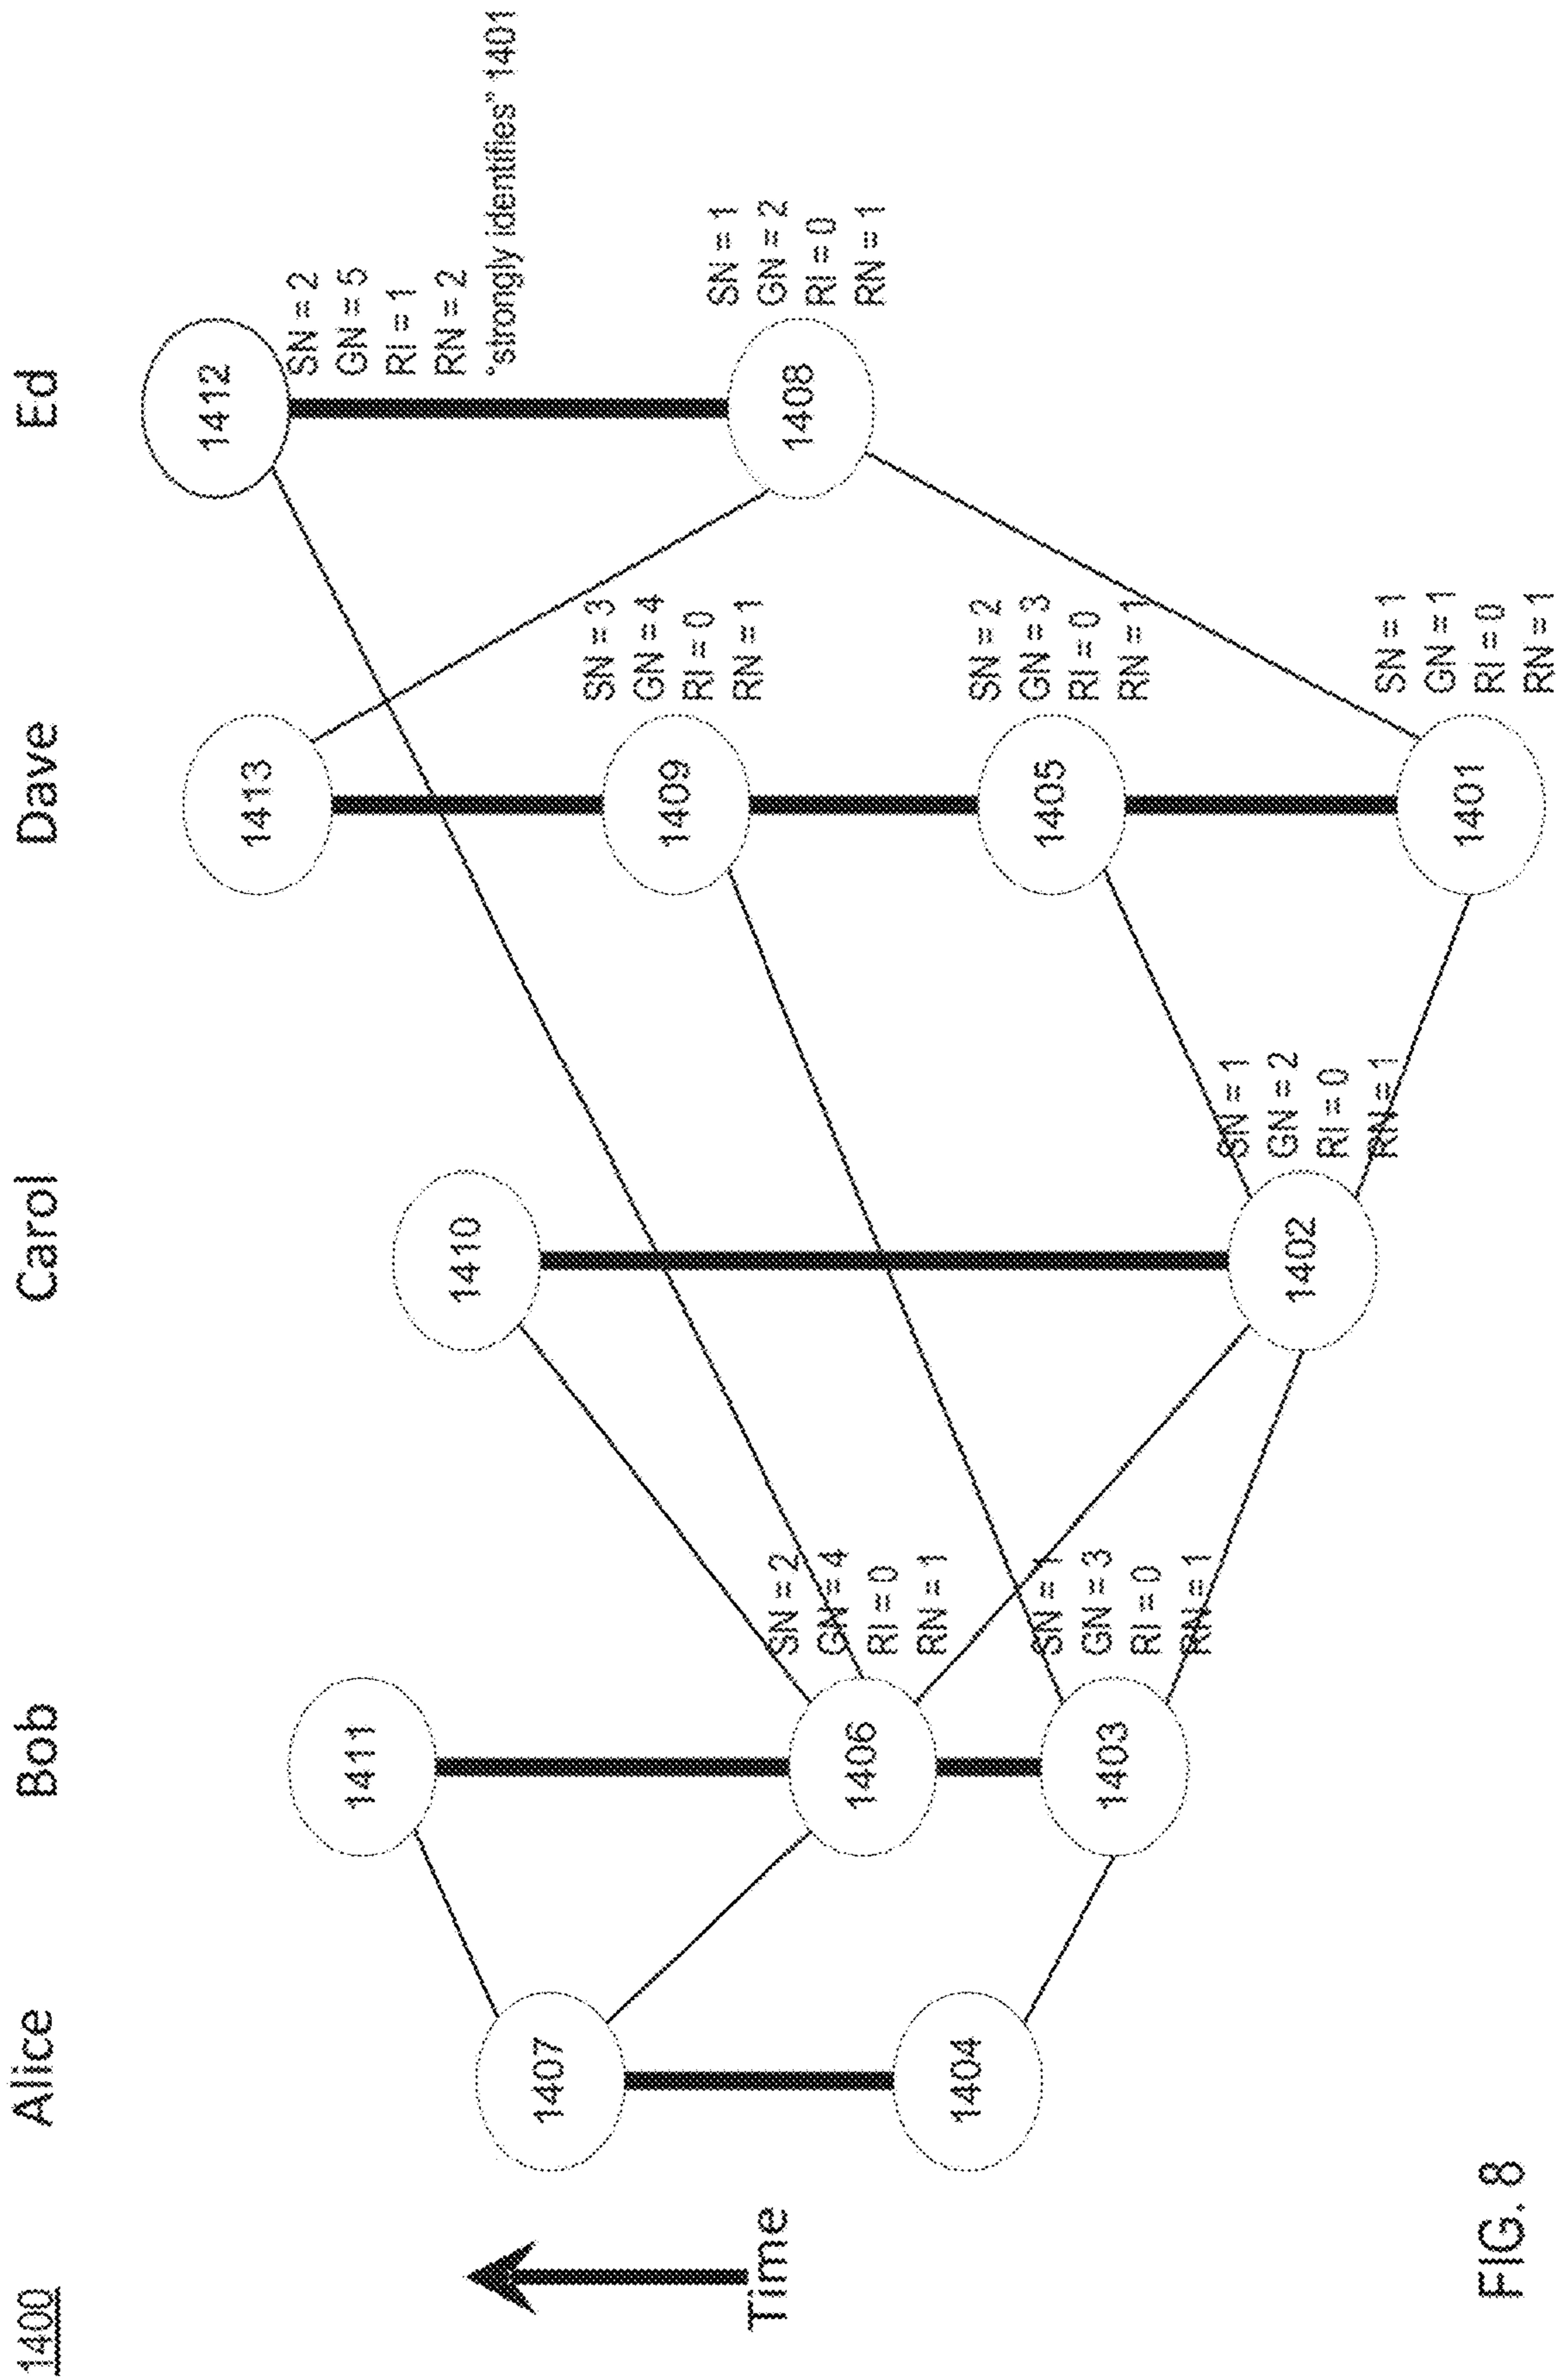 1400
Alice
Bob
Carol
Dave
Ed
1412
SN = 2
GN = 5
RI = 1
RN = 2
"strongly identifies" 1401
1413
1411
1410
1407
1409
SN = 3
GN = 4
RI = 0
RN = 1
1408
SN = 1
GN = 2
RI = 0
RN = 1
1406
SN = 2
GN = 4
RI = 0
RN = 1
1405
SN = 2
GN = 3
RI = 0
RN = 1
1404
1403
SN = 1
GN = 3
RI = 0
RN = 1
1402
SN = 1
GN = 2
RI = 0
RN = 1
1401
SN = 1
GN = 1
RI = 0
RN = 1
Time
FIG. 8